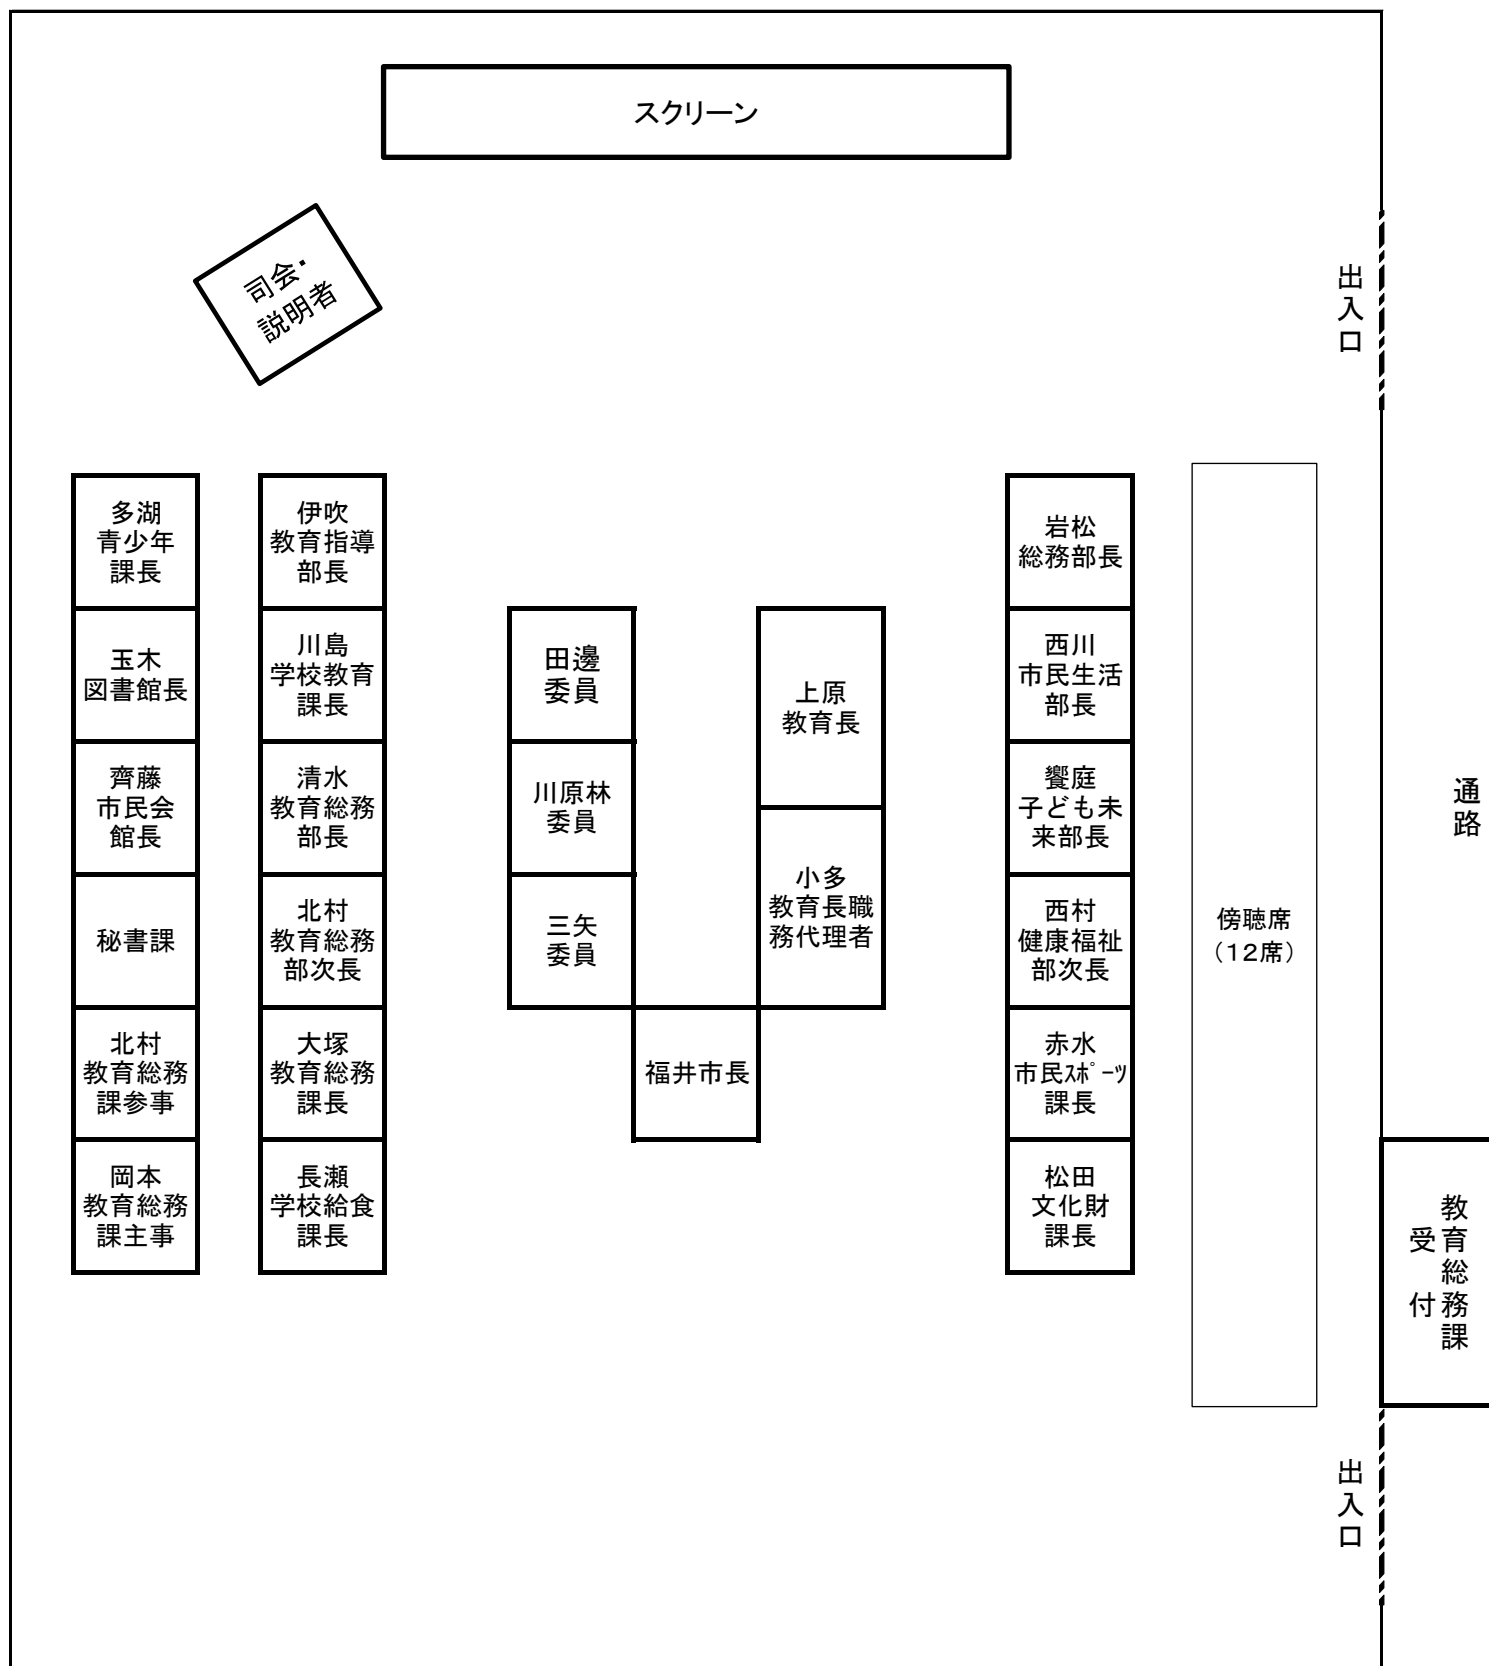 スクリーン
司会・
説明者
出入口
多湖
青少年
課長
玉木
図書館長
齊藤
市民会
館長
秘書課
北村
教育総務
課参事
岡本
教育総務
課主事
伊吹
教育指導
部長
川島
学校教育
課長
清水
教育総務
部長
北村
教育総務
部次長
大塚
教育総務
課長
長瀬
学校給食
課長
田邊
委員
川原林
委員
三矢
委員
上原
教育長
小多
教育長職
務代理者
福井市長
岩松
総務部長
西川
市民生活
部長
饗庭
子ども未
来部長
西村
健康福祉
部次長
赤水
市民ｽﾎﾟｰﾂ
課長
松田
文化財
課長
傍聴席
（12席）
通路
教育総務課
受付
出入口